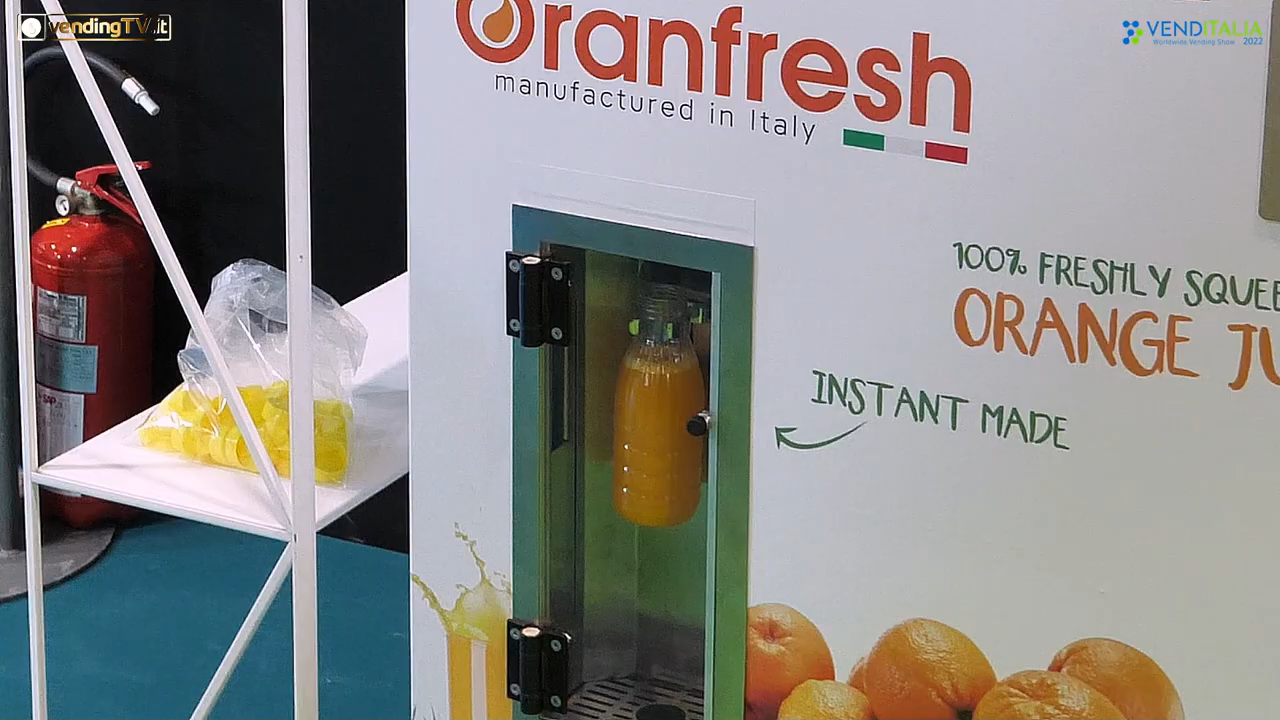 vendingTV.it
VENDITALIA
Worldwide Vending Show 2022
Oranfresh
manufactured in Italy
100% FRESHLY SQUEE
ORANGE JU
INSTANT MADE